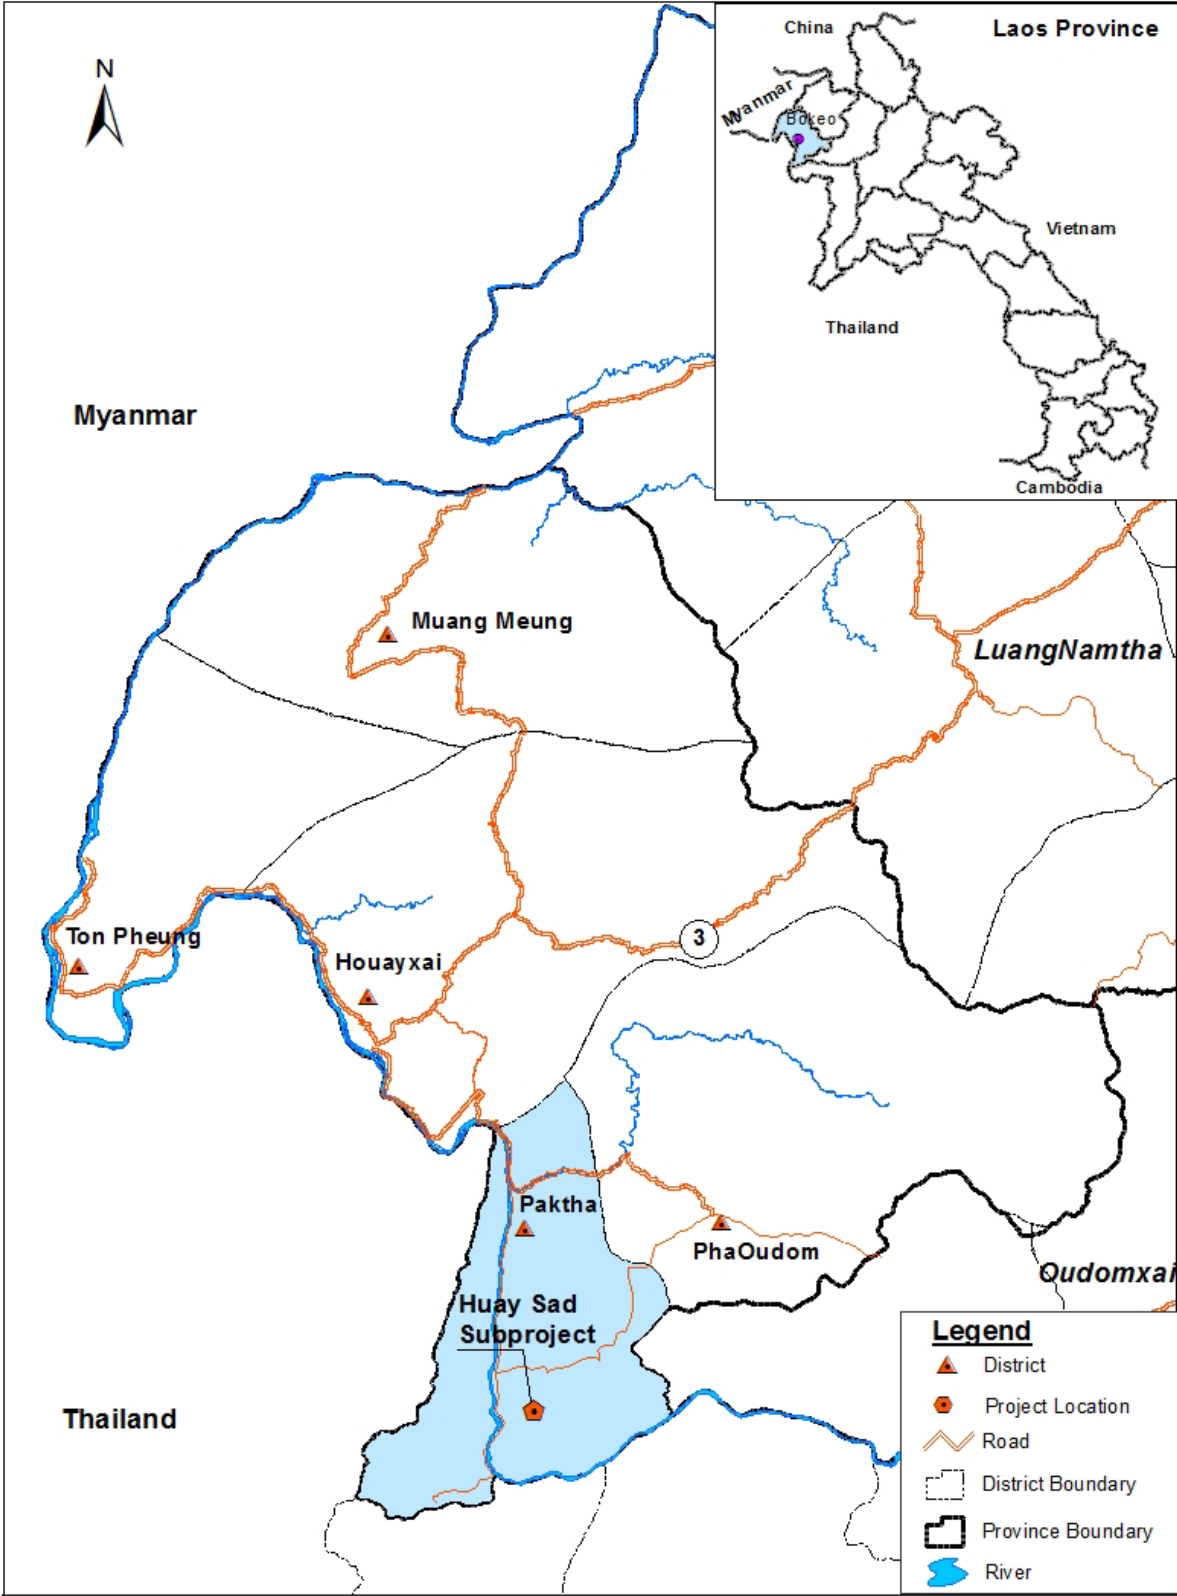 N
China
Laos Province
Myanmar
Bokeo
Vietnam
Thailand
Cambodia
Myanmar
Muang Meung
LuangNamtha
3
Ton Pheung
Houayxai
Paktha
PhaOudom
Oudomxai
Huay Sad
Subproject
Thailand
Legend
District
Project Location
Road
District Boundary
Province Boundary
River